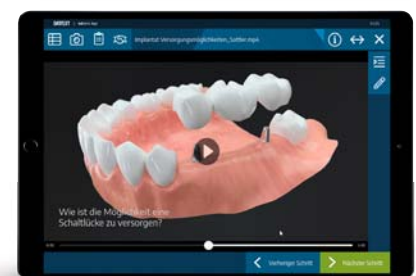 Implantat Versorgungsmöglichkeiten_Sattler.mp4
Wie ist die Möglichkeit eine
Schaltlücke zu versorgen?
Vorheriger Schritt
Nächster Schritt